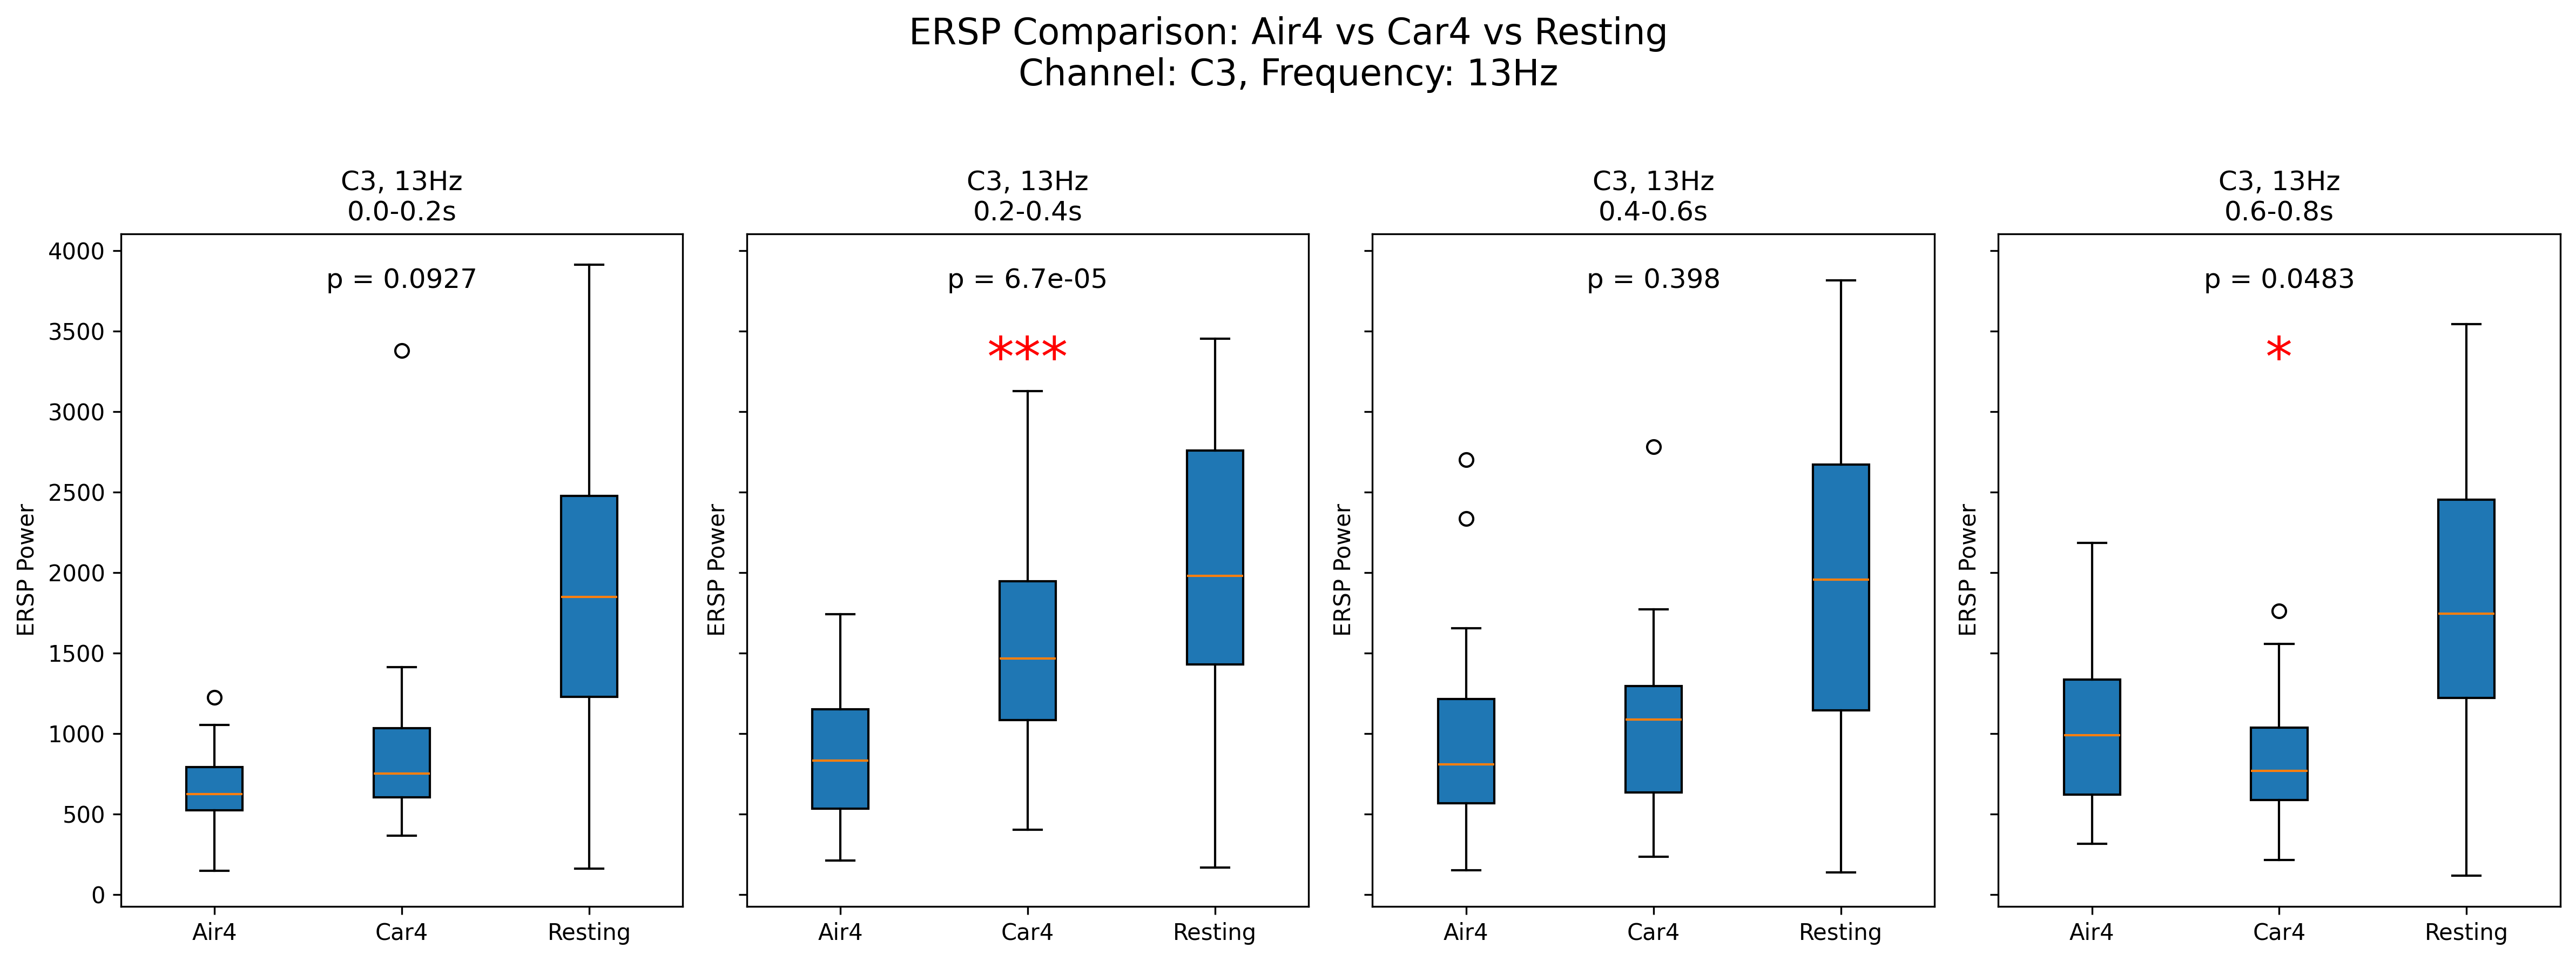 ERSP Comparison: Air4 vs Car4 vs Resting
Channel: C3, Frequency: 13Hz
C3, 13Hz
0.0-0.2s
p = 0.0927
ERSP Power
4000
3500
3000
2500
2000
1500
1000
500
0
Air4
Car4
Resting
C3, 13Hz
0.2-0.4s
p = 6.7e-05
***
ERSP Power
Air4
Car4
Resting
C3, 13Hz
0.4-0.6s
p = 0.398
ERSP Power
Air4
Car4
Resting
C3, 13Hz
0.6-0.8s
p = 0.0483
*
ERSP Power
Air4
Car4
Resting